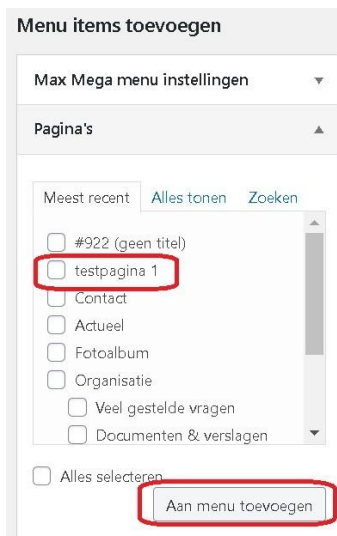 Menu items toevoegen
Max Mega menu instellingen
Pagina's
Meest recent Alles tonen Zoeken
#922 (geen titel)
testpagina 1
Contact
Actueel
Fotoalbum
Organisatie
Veel gestelde vragen
Documenten & verslagen
Alles selecteren
Aan menu toevoegen